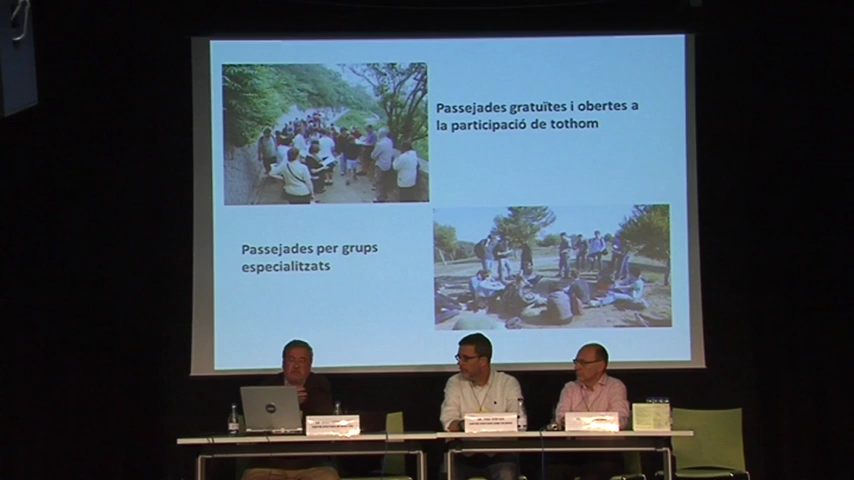 Passejades gratuïtes i obertes a
la participació de tothom
Passejades per grups
especialitzats